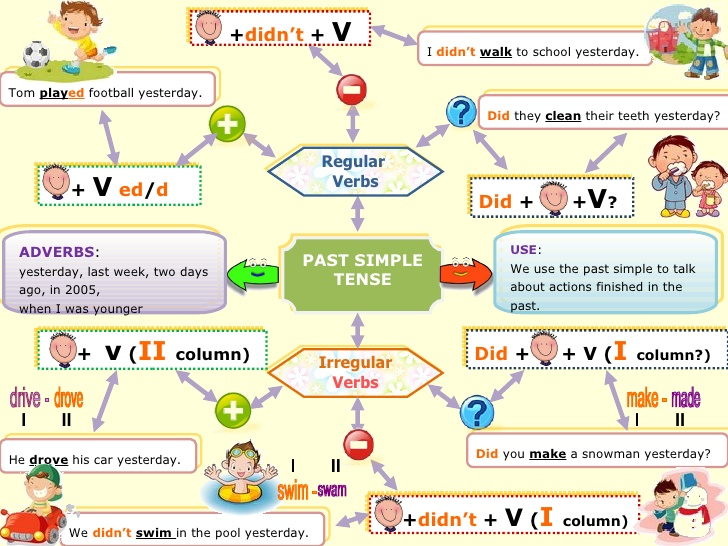 +didn't + V
I didn't walk to school yesterday.
Tom played football yesterday.
Did they clean their teeth yesterday?
Regular
Verbs
+ V ed/d
Did + +V?
ADVERBS:
yesterday, last week, two days
ago, in 2005,
when I was younger
PAST SIMPLE
TENSE
USE:
We use the past simple to talk
about actions finished in the
past.
+ V (II column)
Irregular
Verbs
Did + + V (I column?)
drive - drove
I II
make - made
I II
He drove his car yesterday.
I II
swim - swam
Did you make a snowman yesterday?
We didn't swim in the pool yesterday.
+didn't + V (I column)